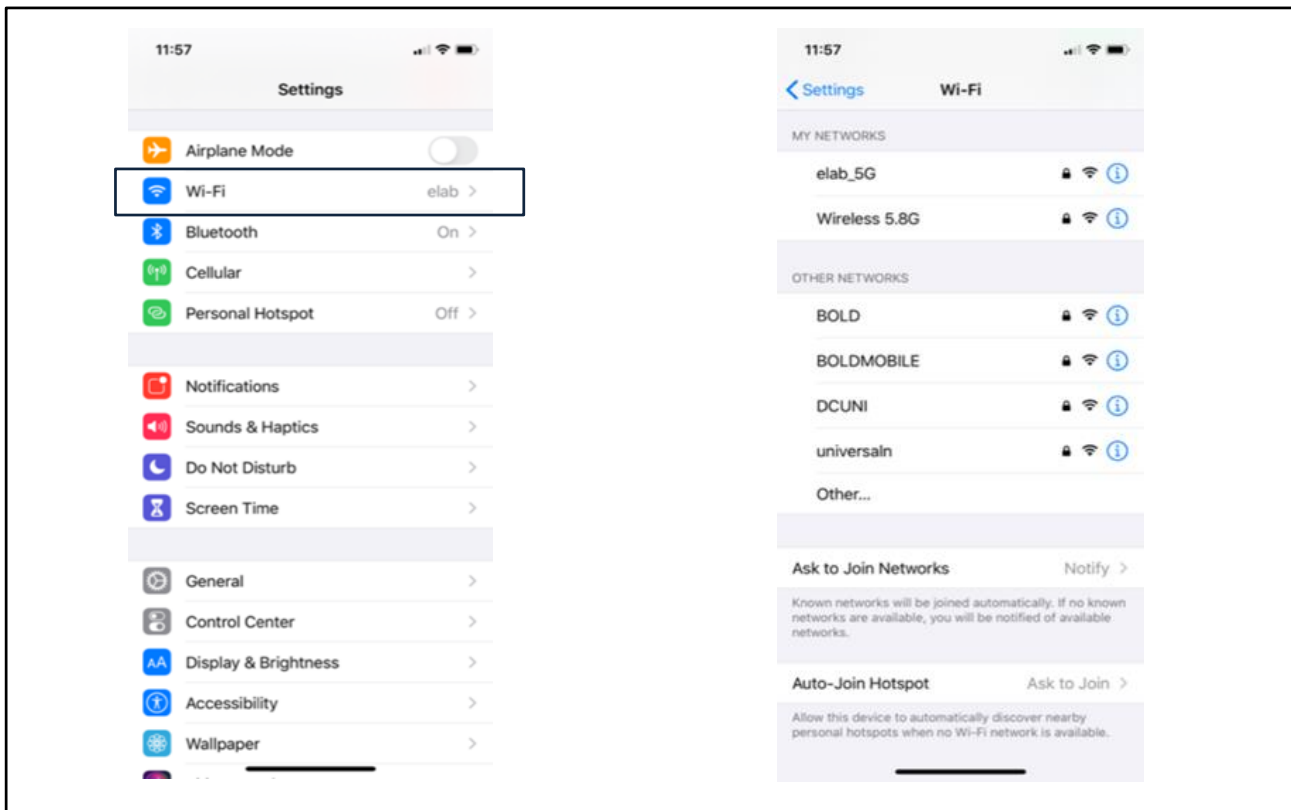 11:57
Settings
Airplane Mode
Wi-Fi elab
Bluetooth On
Cellular
Personal Hotspot Off
Notifications
Sounds & Haptics
Do Not Disturb
Screen Time
General
Control Center
AA Display & Brightness
Accessibility
Wallpaper
11:57
Settings Wi-Fi
MY NETWORKS
elab_5G
Wireless 5.8G
OTHER NETWORKS
BOLD
BOLDMOBILE
DCUNI
universaln
Other...
Ask to Join Networks Notify
Known networks will be joined automatically. If no known
networks are available, you will be notified of available
networks.
Auto-Join Hotspot Ask to Join
Allow this device to automatically discover nearby
personal hotspots when no Wi-Fi network is available.